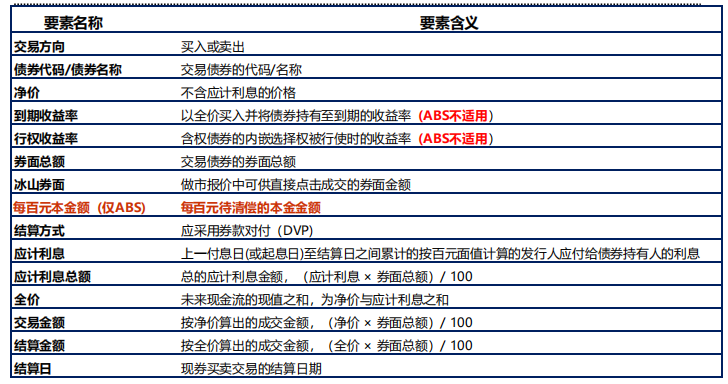 要素名称 要素含义
交易方向 买入或卖出
债券代码/债券名称 交易债券的代码/名称
净价 不含应计利息的价格
到期收益率 以全价买入并将债券持有至到期的收益率（ABS不适用）
行权收益率 含权债券的内嵌选择权被行使时的收益率（ABS不适用）
券面总额 交易债券的券面总额
冰山券面 做市报价中可供直接点击成交的券面金额
每百元本金额（仅ABS） 每百元待清偿的本金金额
结算方式 应采用券款对付（DVP)
应计利息 上一付息日(或起息日)至结算日之间累计的按百元面值计算的发行人应付给债券持有人的利息
应计利息总额 总的应计利息金额，（应计利息 × 券面总额）/ 100
全价 未来现金流的现值之和，为净价与应计利息之和
交易金额 按净价算出的成交金额，（净价 × 券面总额）/ 100
结算金额 按全价算出的成交金额，（全价 × 券面总额）/ 100
结算日 现券买卖交易的结算日期